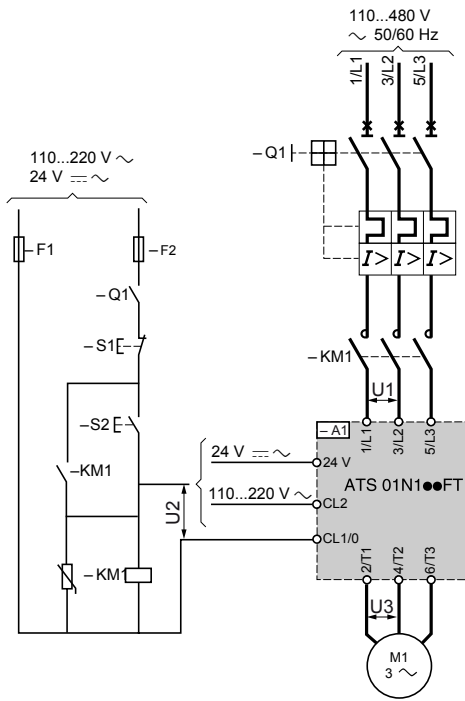 110...480 V
∼ 50/60 Hz
1/L1
3/L2
5/L3
–Q1
110...220 V ∼
24 V ⎓ ∼
–F1
–F2
–Q1
I>
I>
I>
–S1
–KM1
U1
–S2
–KM1
–A1
1/L1
3/L2
5/L3
24 V ⎓ ∼
24 V
ATS 01N1●●FT
110...220 V ∼
CL2
U2
CL1/0
–KM1
2/T1
4/T2
6/T3
U3
M1
3 ∼